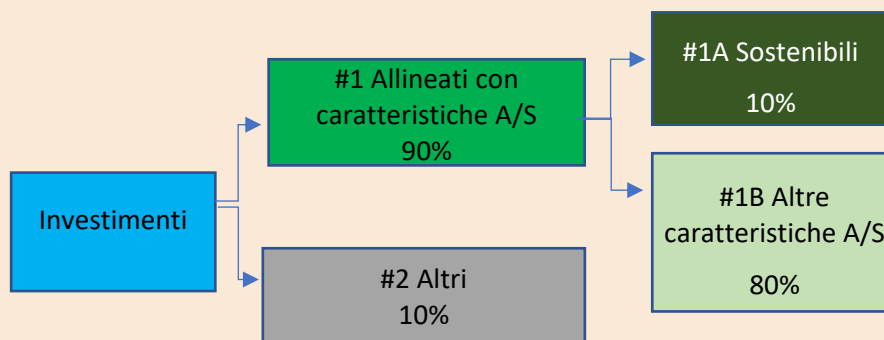 Investimenti
#1 Allineati con
caratteristiche A/S
90%
#2 Altri
10%
#1A Sostenibili
10%
#1B Altre
caratteristiche A/S
80%